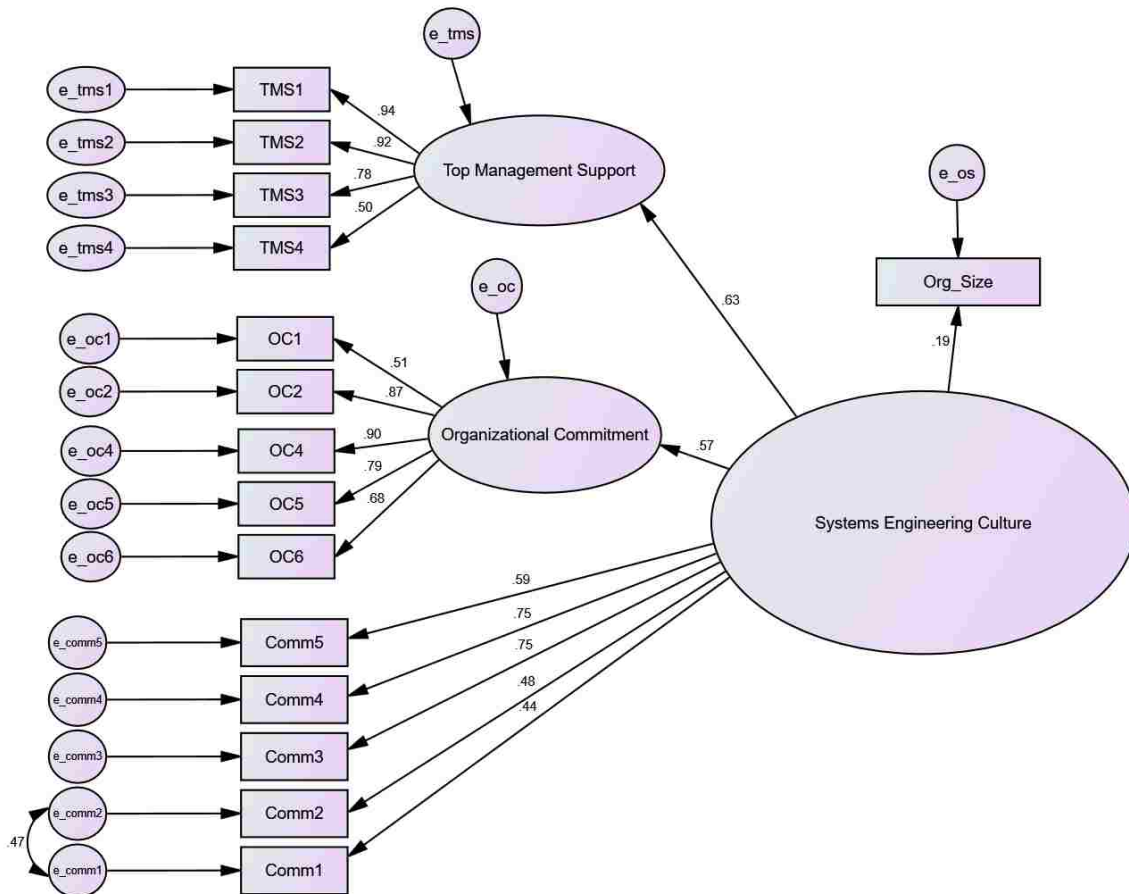 e_tms
e_tms1
TMS1
.94
e_tms2
TMS2
.92
Top Management Support
e_tms3
TMS3
.78
e_tms4
TMS4
.50
e_os
Org_Size
.63
.19
e_oc
e_oc1
OC1
.51
e_oc2
OC2
.87
e_oc4
OC4
.90
Organizational Commitment
.57
e_oc5
OC5
.79
e_oc6
OC6
.68
Systems Engineering Culture
.59
.75
.75
.48
.44
e_comm5
Comm5
e_comm4
Comm4
e_comm3
Comm3
e_comm2
Comm2
.47
e_comm1
Comm1